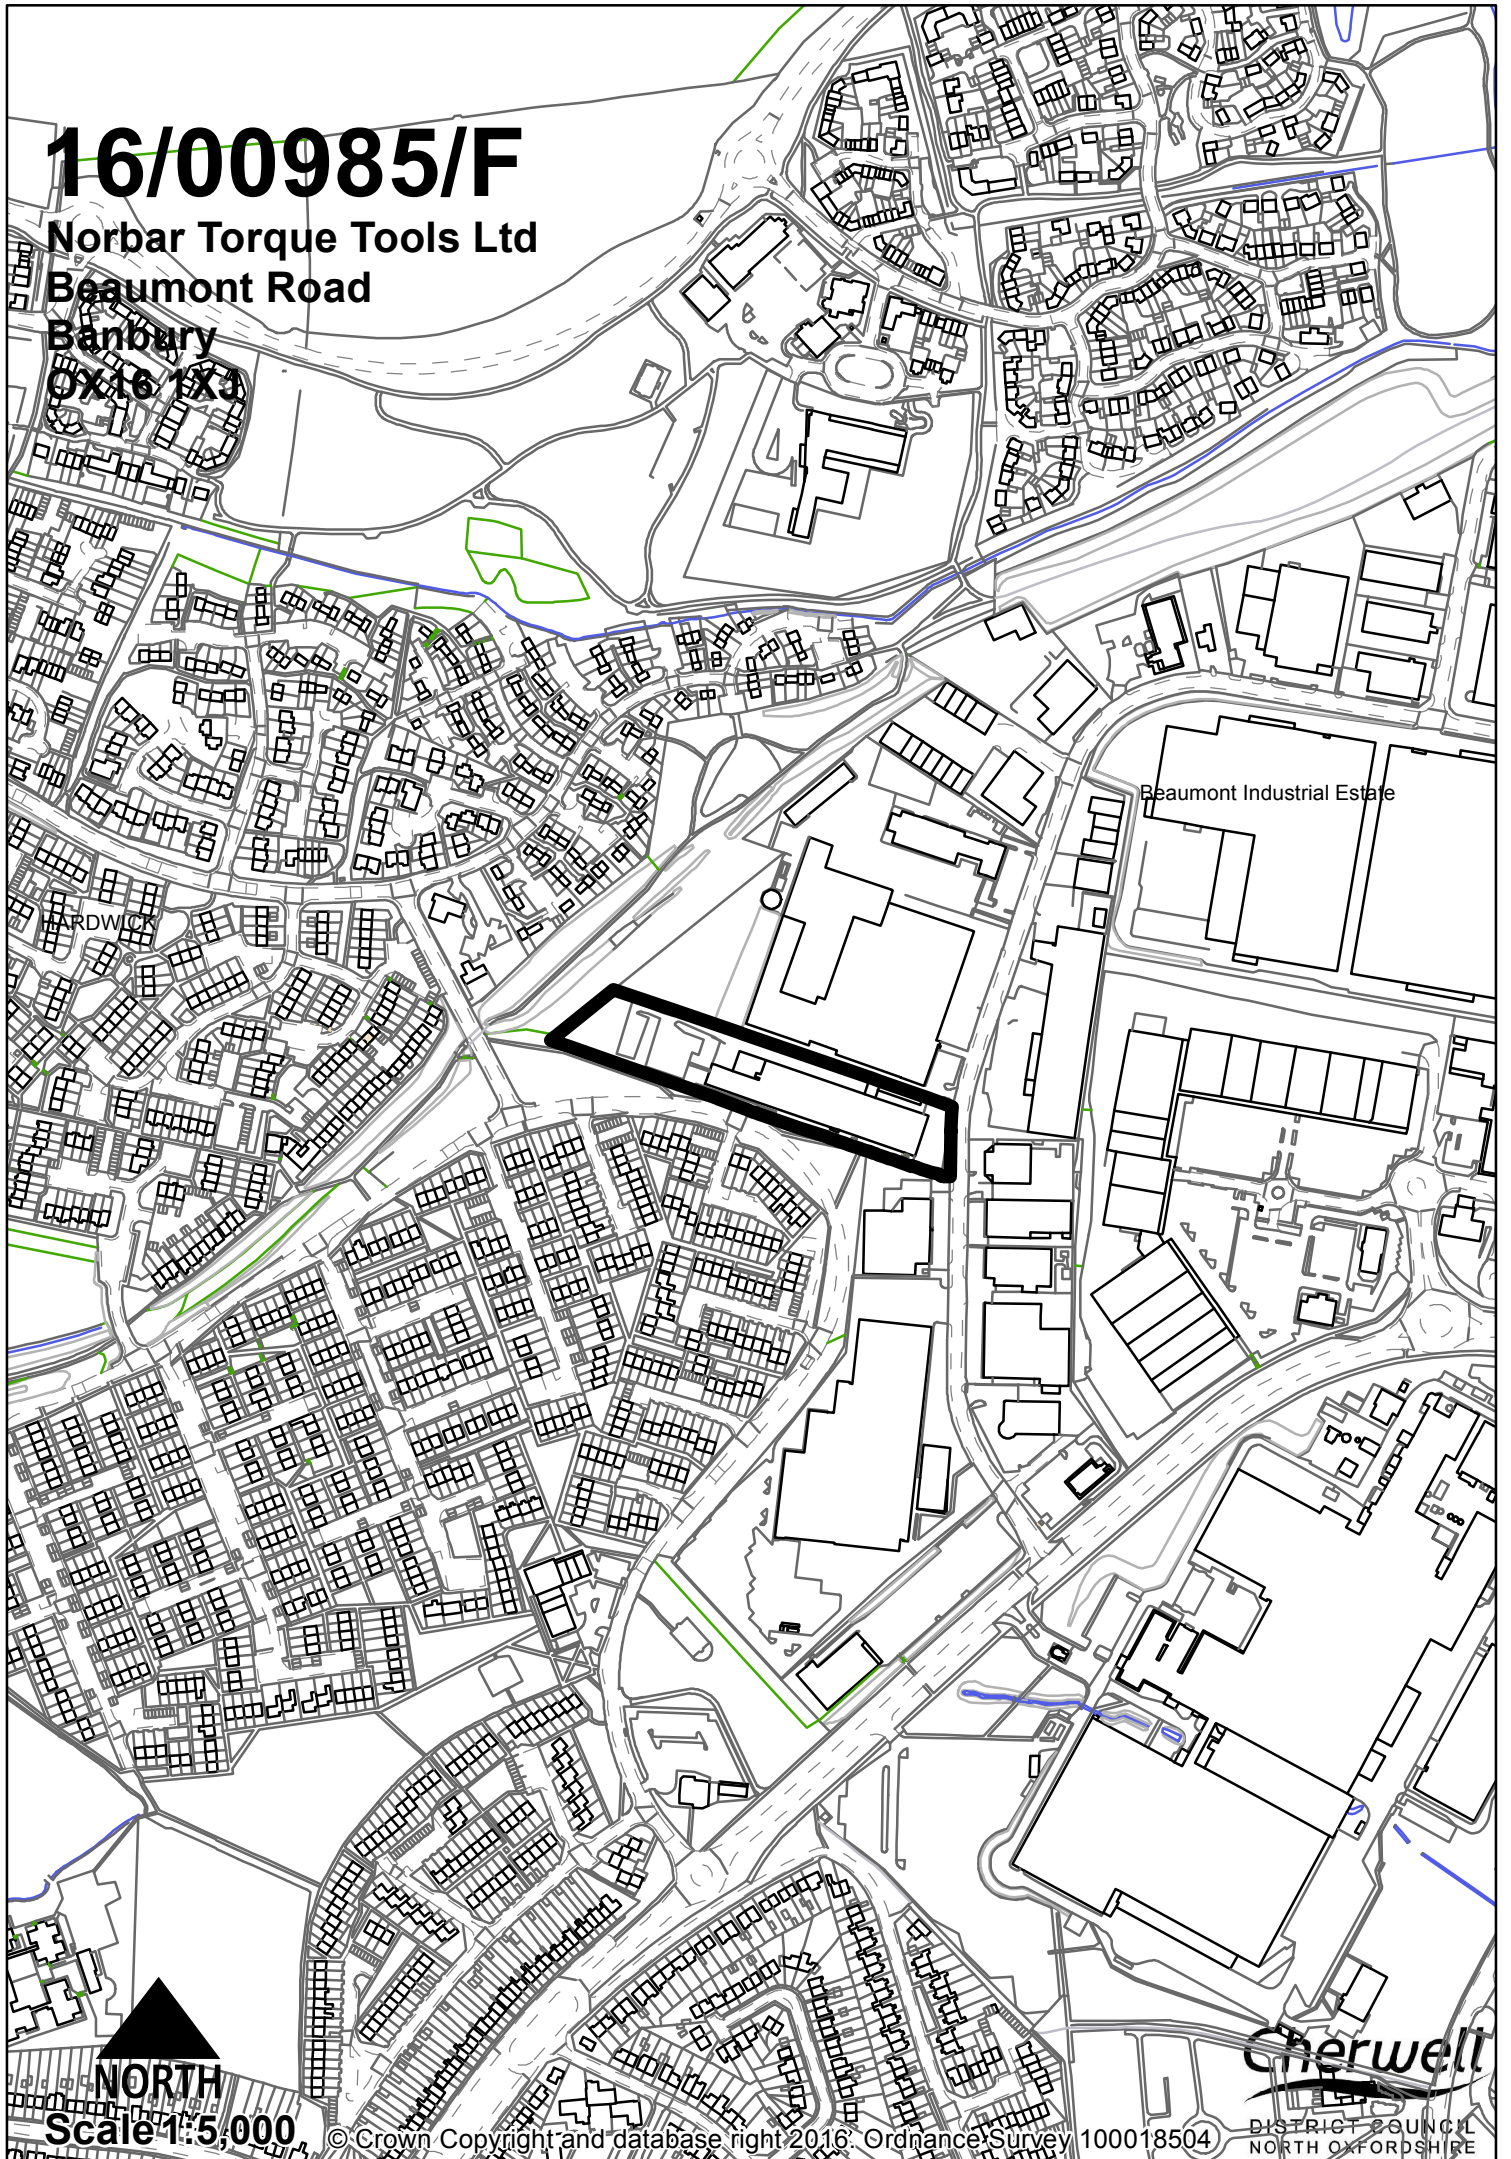 16/00985/F
Norbar Torque Tools Ltd
Beaumont Road
Banbury
OX16 1XJ
Beaumont Industrial Estate
HARDWICK
NORTH
Scale 1:5,000
© Crown Copyright and database right 2016. Ordnance Survey 100018504
Cherwell
DISTRICT COUNCIL
NORTH OXFORDSHIRE